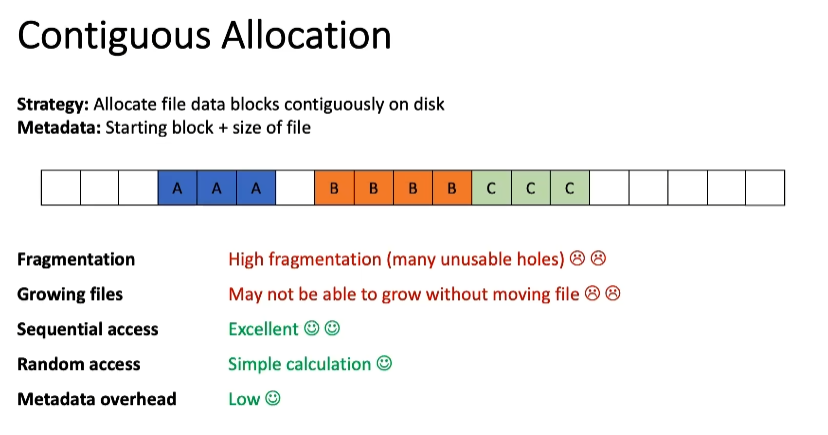 Contiguous Allocation
Strategy: Allocate file data blocks contiguously on disk
Metadata: Starting block + size of file
A A A B B B B C C C
Fragmentation High fragmentation (many unusable holes) ☹ ☹
Growing files May not be able to grow without moving file ☹ ☹
Sequential access Excellent ☺ ☺
Random access Simple calculation ☺
Metadata overhead Low ☺